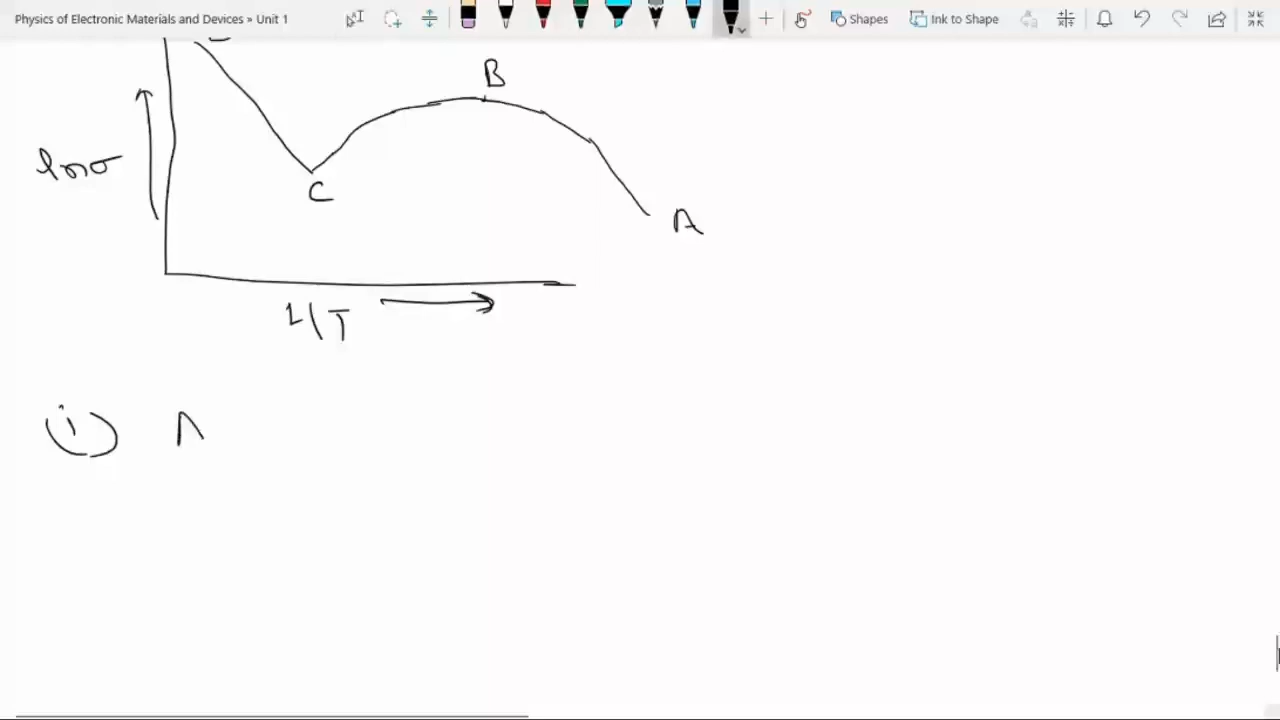 Physics of Electronic Materials and Devices » Unit 1
Shapes
Ink to Shape
B
lnσ
C
A
1/T
(i) A